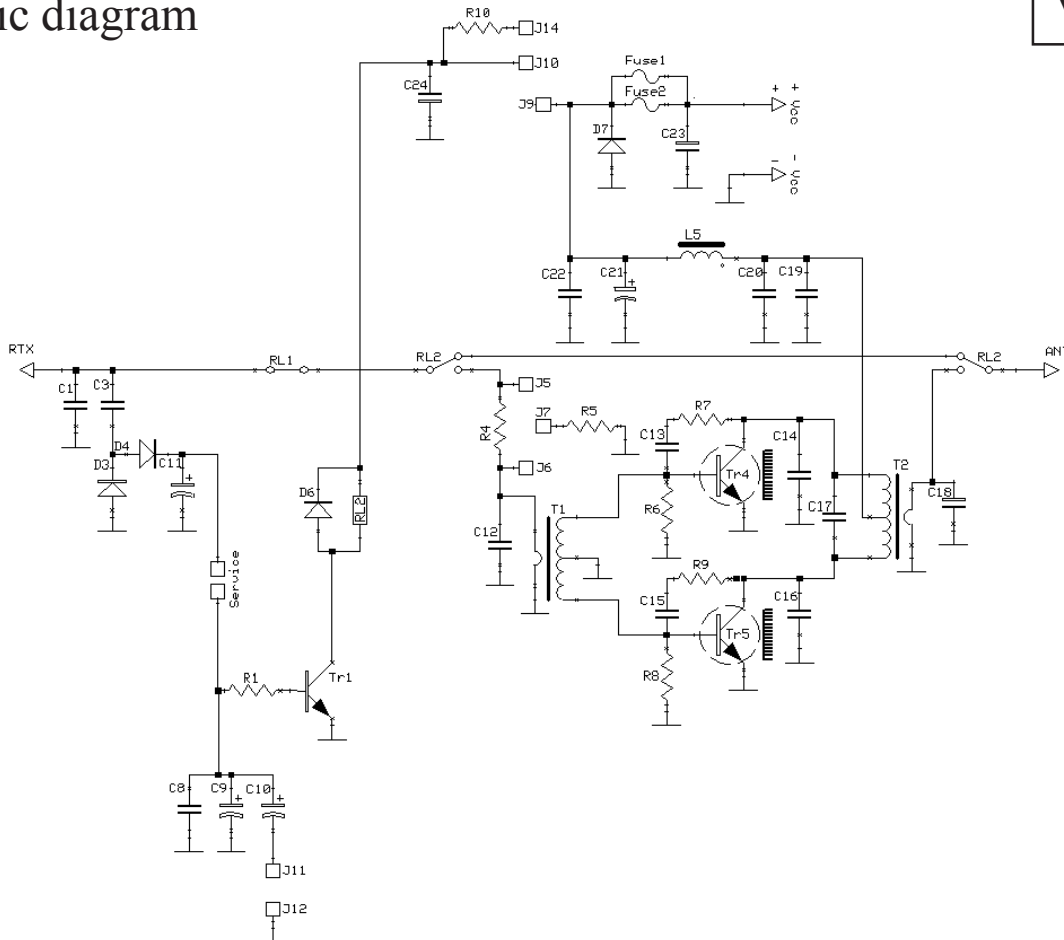 ic diagram
R10
J14
J10
C24
Fuse1
Fuse2
J9
+ +
Vcc
D7
C23
- -
Vcc
L5
C22
C21
+
C20
C19
RTX
RL1
RL2
RL2
ANT
C1
C3
J5
J7
R5
R7
R4
C13
C14
D4
D3
C11
+
J6
Tr4
T2
D6
RL2
R6
C17
C18
C12
T1
Service
R9
C15
C16
Tr5
R1
Tr1
R8
C8
C9
+
C10
+
J11
J12